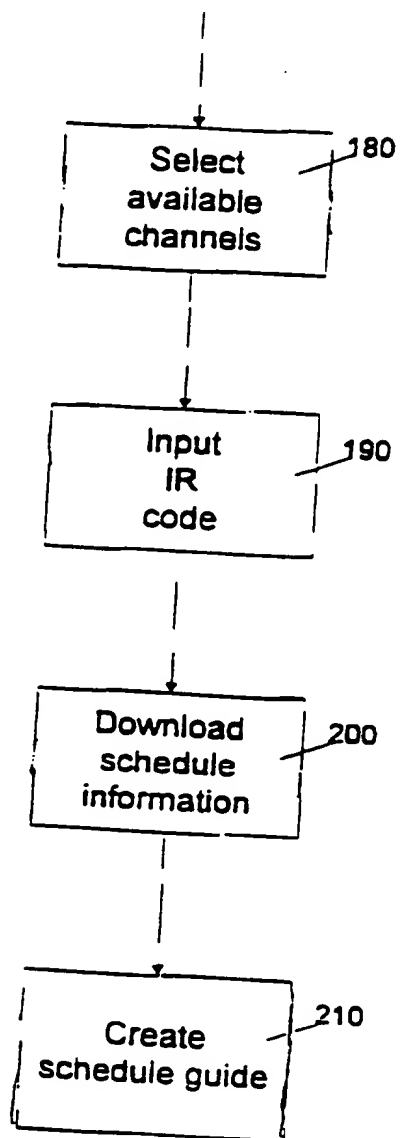 Select
available
channels
180
Input
IR
code
190
Download
schedule
information
200
Create
schedule guide
210